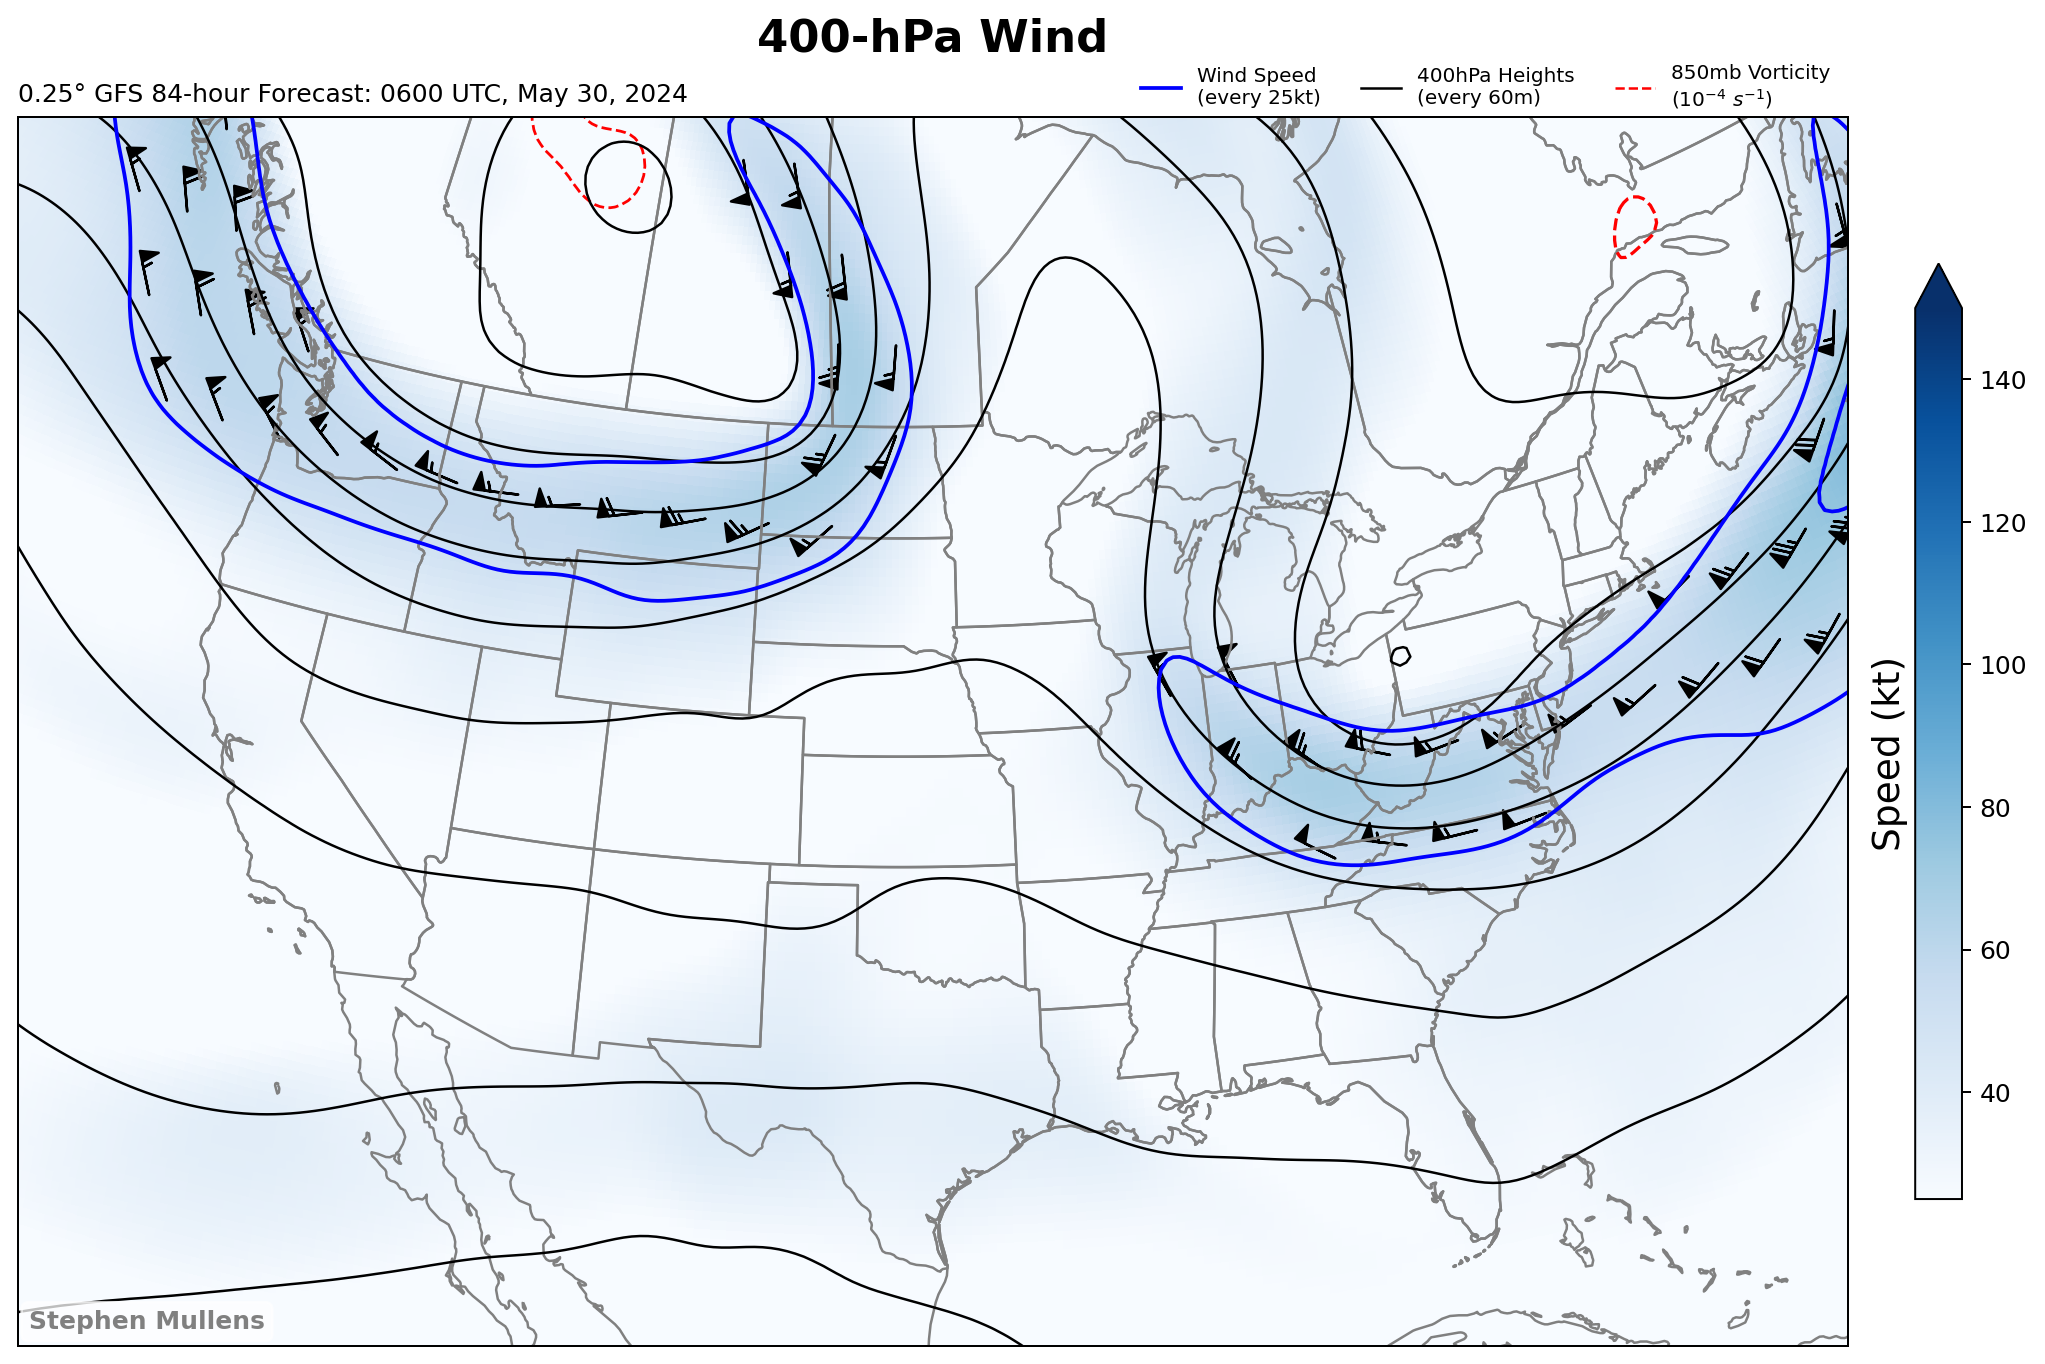 400-hPa Wind
0.25° GFS 84-hour Forecast: 0600 UTC, May 30, 2024
Wind Speed
(every 25kt)
400hPa Heights
(every 60m)
850mb Vorticity
(10⁻⁴ s⁻¹)
140
120
100
80
60
40
Speed (kt)
Stephen Mullens